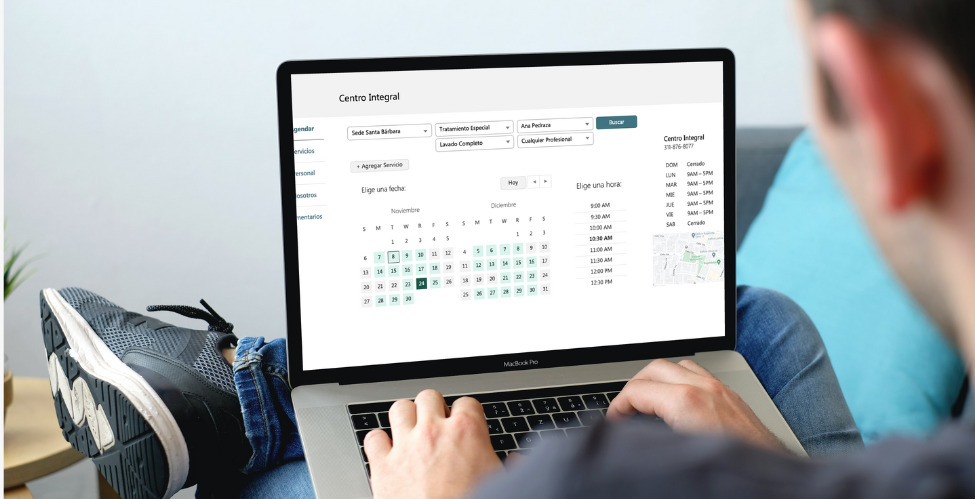 Centro Integral
gendar
ervicios
ersonal
osotros
mentarios
Sede Santa Bárbara
Tratamiento Especial
Ana Pedraza
Buscar
Lavado Completo
Cualquier Profesional
+ Agregar Servicio
Elige una fecha:
Hoy
Noviembre
S M T W R F S
1 2 3 4 5
6 7 8 9 10 11 12
13 14 15 16 17 18 19
20 21 22 23 24 25 26
27 28 29 30
Diciembre
S M T W R F S
1 2 3
4 5 6 7 8 9 10
11 12 13 14 15 16 17
18 19 20 21 22 23 24
25 26 27 28 29 30 31
Elige una hora:
9:00 AM
9:30 AM
10:00 AM
10:30 AM
11:00 AM
11:30 AM
12:00 PM
12:30 PM
Centro Integral
311-876-8077
DOM Cerrado
LUN 9AM – 5PM
MAR 9AM – 5PM
MIE 9AM – 5PM
JUE 9AM – 5PM
VIE 9AM – 5PM
SAB Cerrado
MacBook Pro